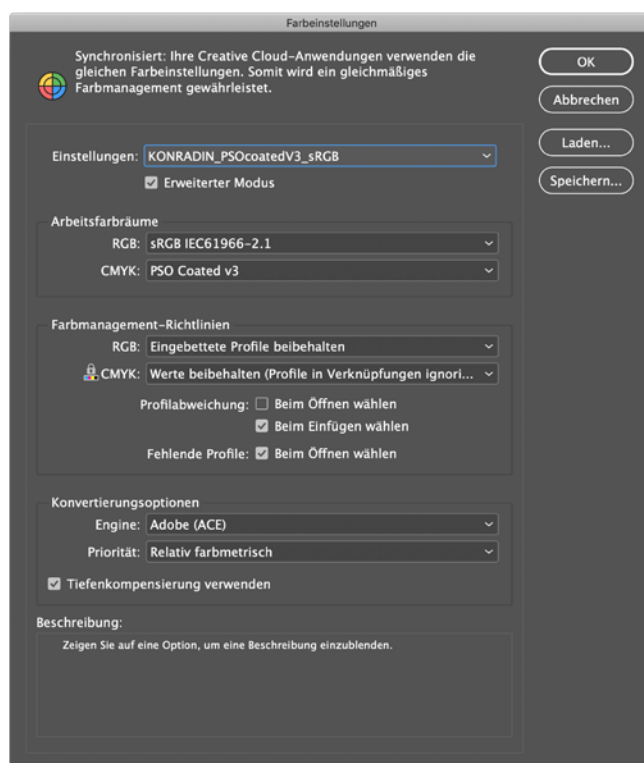 Farbeinstellungen
Synchronisiert: Ihre Creative Cloud-Anwendungen verwenden die
gleichen Farbeinstellungen. Somit wird ein gleichmäßiges
Farbmanagement gewährleistet.
OK
Abbrechen
Laden...
Speichern...
Einstellungen: KONRADIN_PSOcoatedV3_sRGB
Erweiterter Modus
Arbeitsfarbräume
RGB: sRGB IEC61966-2.1
CMYK: PSO Coated v3
Farbmanagement-Richtlinien
RGB: Eingebettete Profile beibehalten
CMYK: Werte beibehalten (Profile in Verknüpfungen ignori...
Profilabweichung: Beim Öffnen wählen
Beim Einfügen wählen
Fehlende Profile: Beim Öffnen wählen
Konvertierungsoptionen
Engine: Adobe (ACE)
Priorität: Relativ farbmetrisch
Tiefenkompensierung verwenden
Beschreibung:
Zeigen Sie auf eine Option, um eine Beschreibung einzublenden.